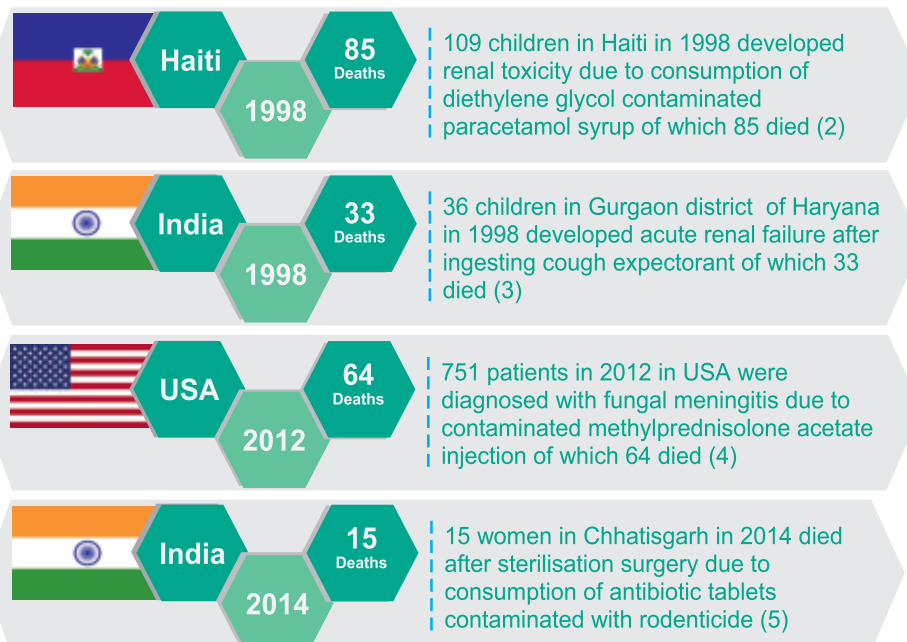 Haiti
1998
85
Deaths
109 children in Haiti in 1998 developed
renal toxicity due to consumption of
diethylene glycol contaminated
paracetamol syrup of which 85 died (2)
India
1998
33
Deaths
36 children in Gurgaon district of Haryana
in 1998 developed acute renal failure after
ingesting cough expectorant of which 33
died (3)
USA
2012
64
Deaths
751 patients in 2012 in USA were
diagnosed with fungal meningitis due to
contaminated methylprednisolone acetate
injection of which 64 died (4)
India
2014
15
Deaths
15 women in Chhatisgarh in 2014 died
after sterilisation surgery due to
consumption of antibiotic tablets
contaminated with rodenticide (5)